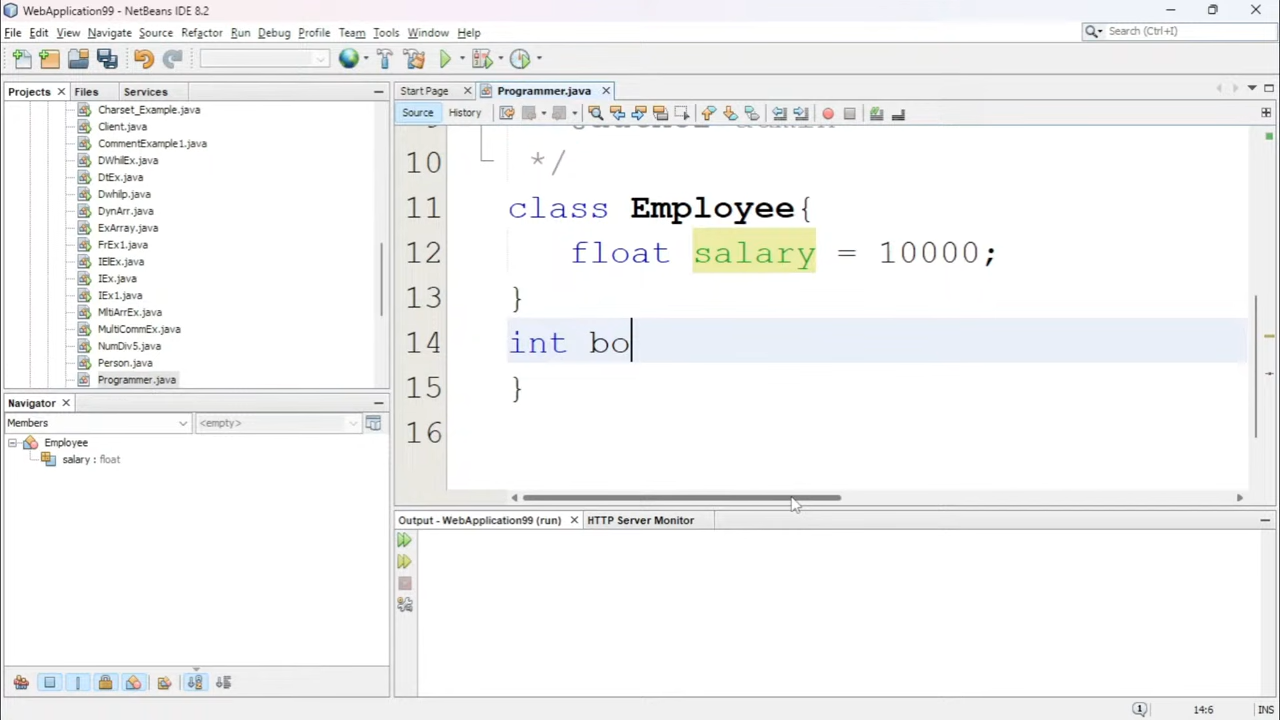 WebApplication99 - NetBeans IDE 8.2
File Edit View Navigate Source Refactor Run Debug Profile Team Tools Window Help
Search (Ctrl+I)
Projects Files Services
Start Page Programmer.java
Source History
Charset_Example.java
Client.java
CommentExample1.java
DWhilEx.java
DtEx.java
Dwhilp.java
DynArr.java
ExArray.java
FrEx1.java
IElEx.java
IEx.java
IEx1.java
MltiArrEx.java
MultiCommEx.java
NumDiv5.java
Person.java
Programmer.java
10 */
11 class Employee{
12 float salary = 10000;
13 }
14 int bo
15 }
16
Navigator
Members <empty>
Employee
salary : float
Output - WebApplication99 (run) HTTP Server Monitor
14:6 INS